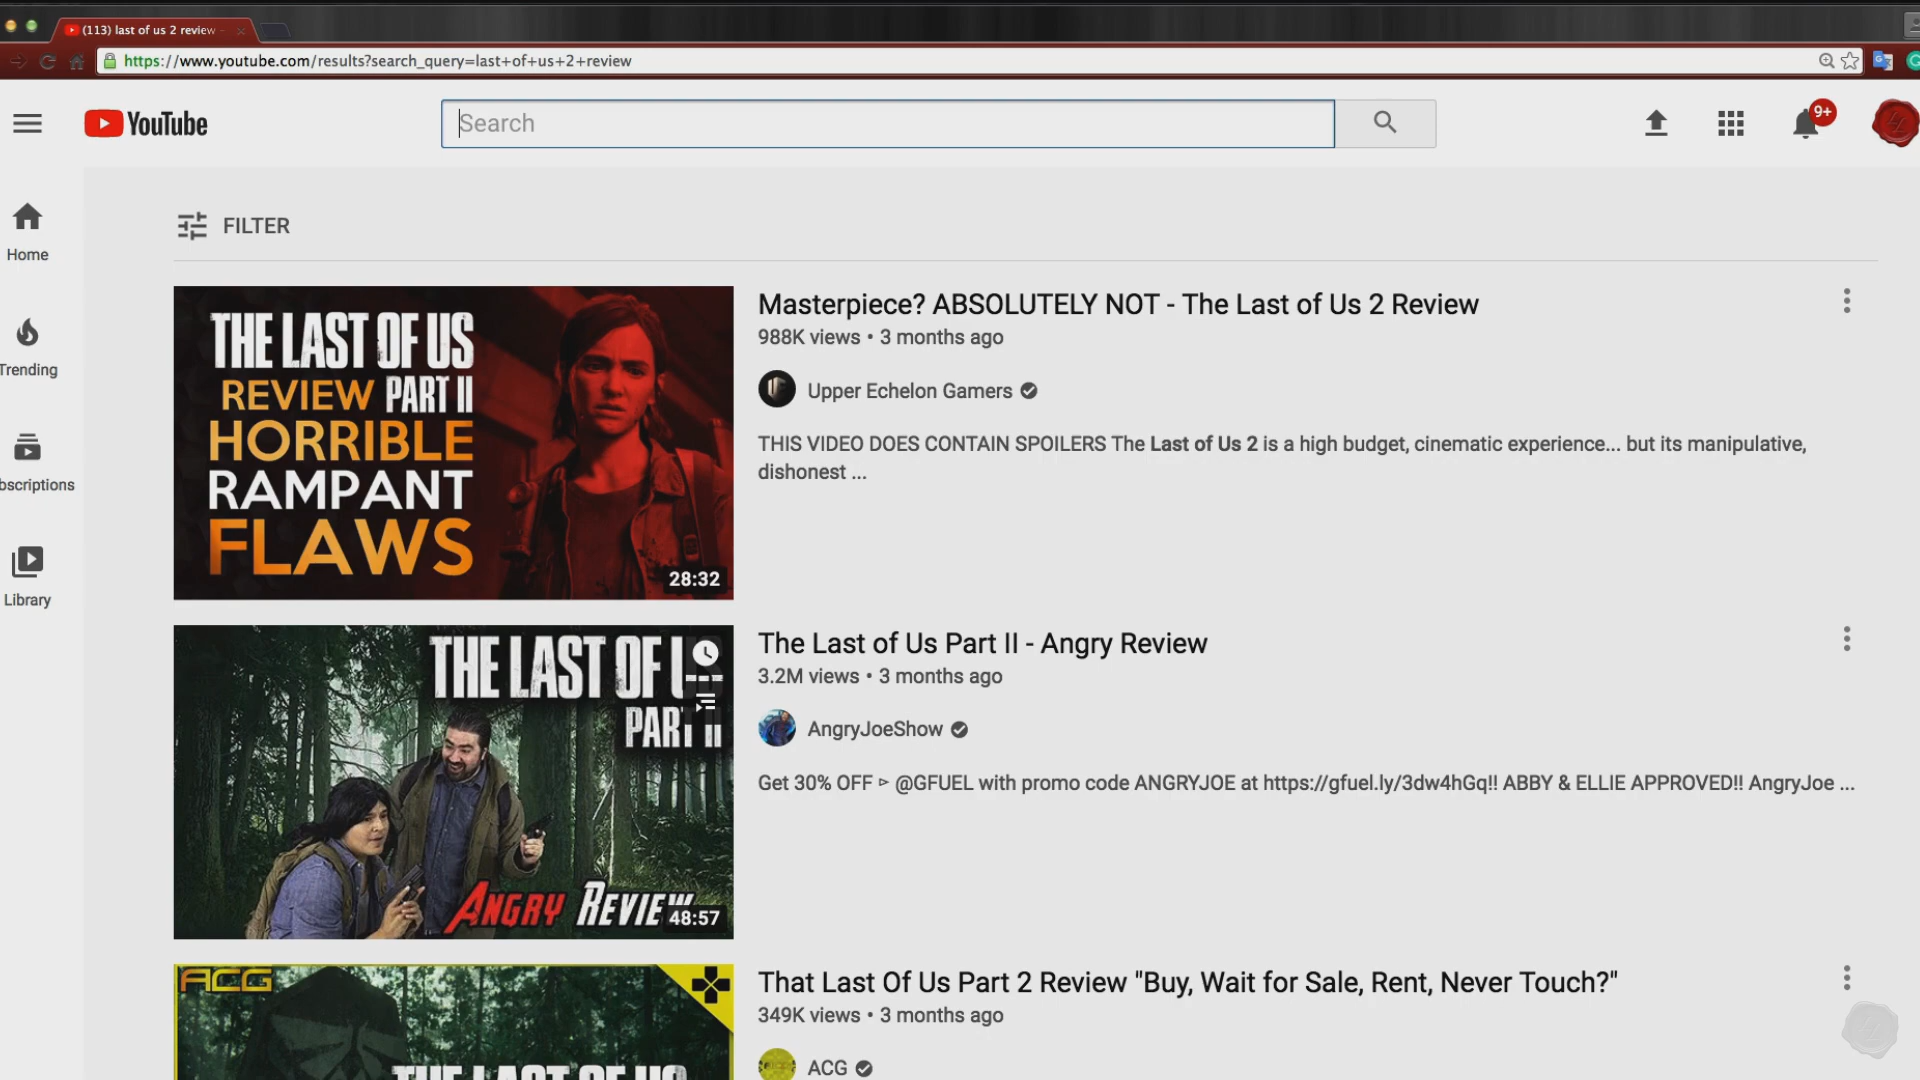 (113) last of us 2 review
https://www.youtube.com/results?search_query=last+of+us+2+review
YouTube
Search
9+
FILTER
Home
Trending
bscriptions
Library
THE LAST OF US
REVIEW PART II
HORRIBLE
RAMPANT
FLAWS
28:32
Masterpiece? ABSOLUTELY NOT - The Last of Us 2 Review
988K views • 3 months ago
Upper Echelon Gamers
THIS VIDEO DOES CONTAIN SPOILERS The Last of Us 2 is a high budget, cinematic experience... but its manipulative,
dishonest ...
THE LAST OF US
PART II
ANGRY REVIEW
48:57
The Last of Us Part II - Angry Review
3.2M views • 3 months ago
AngryJoeShow
Get 30% OFF ▻ @GFUEL with promo code ANGRYJOE at https://gfuel.ly/3dw4hGq!! ABBY & ELLIE APPROVED!! AngryJoe ...
ACG
THE LAST OF US
That Last Of Us Part 2 Review "Buy, Wait for Sale, Rent, Never Touch?"
349K views • 3 months ago
ACG